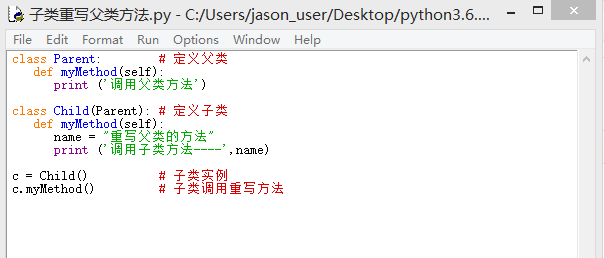 子类重写父类方法.py - C:/Users/jason_user/Desktop/python3.6....
File Edit Format Run Options Window Help
class Parent:        # 定义父类
   def myMethod(self):
      print ('调用父类方法')
class Child(Parent): # 定义子类
   def myMethod(self):
      name = "重写父类的方法"
      print ('调用子类方法----',name)
c = Child()          # 子类实例
c.myMethod()         # 子类调用重写方法